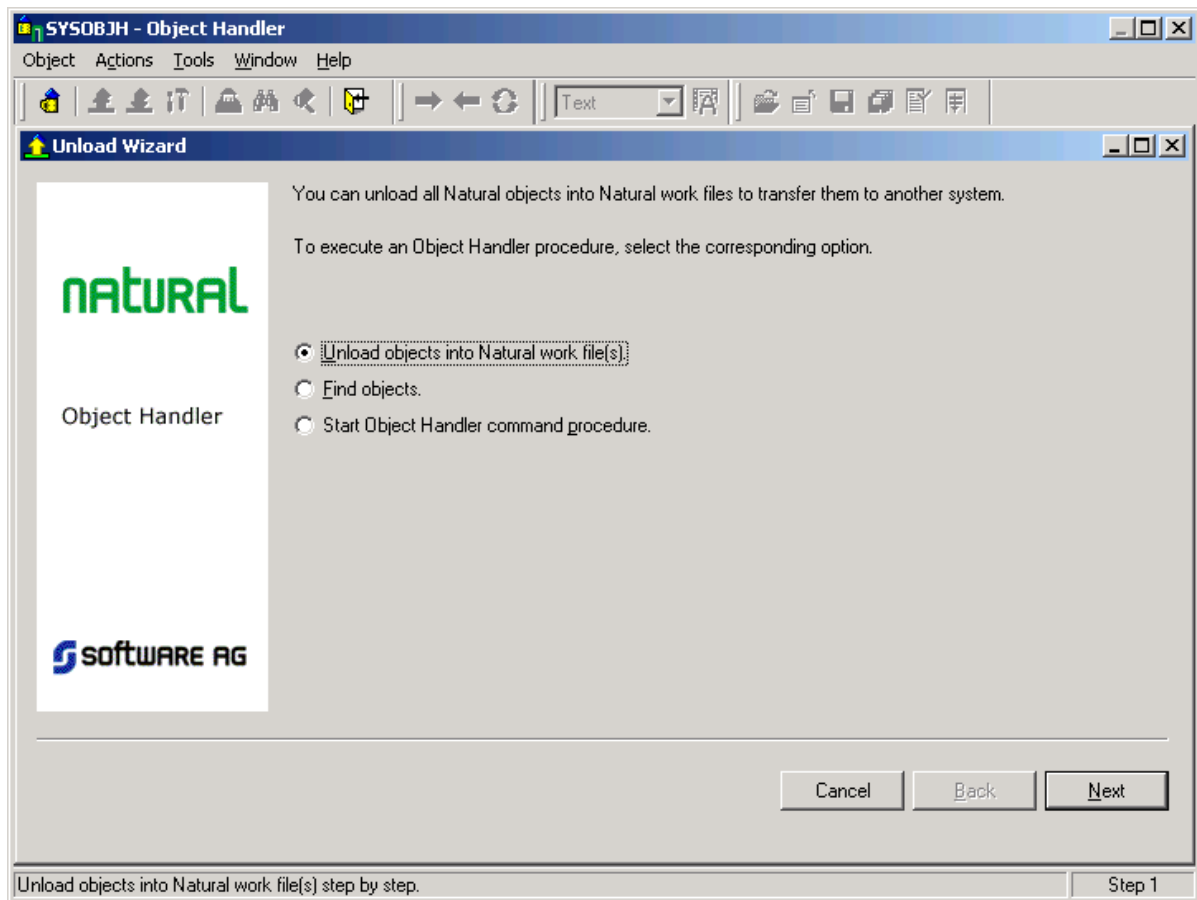 SYSOBJH - Object Handler
Object Actions Tools Window Help
Text
Unload Wizard
You can unload all Natural objects into Natural work files to transfer them to another system.
To execute an Object Handler procedure, select the corresponding option.
natural
Unload objects into Natural work file(s).
Find objects.
Object Handler
Start Object Handler command procedure.
software AG
Cancel Back Next
Unload objects into Natural work file(s) step by step. Step 1